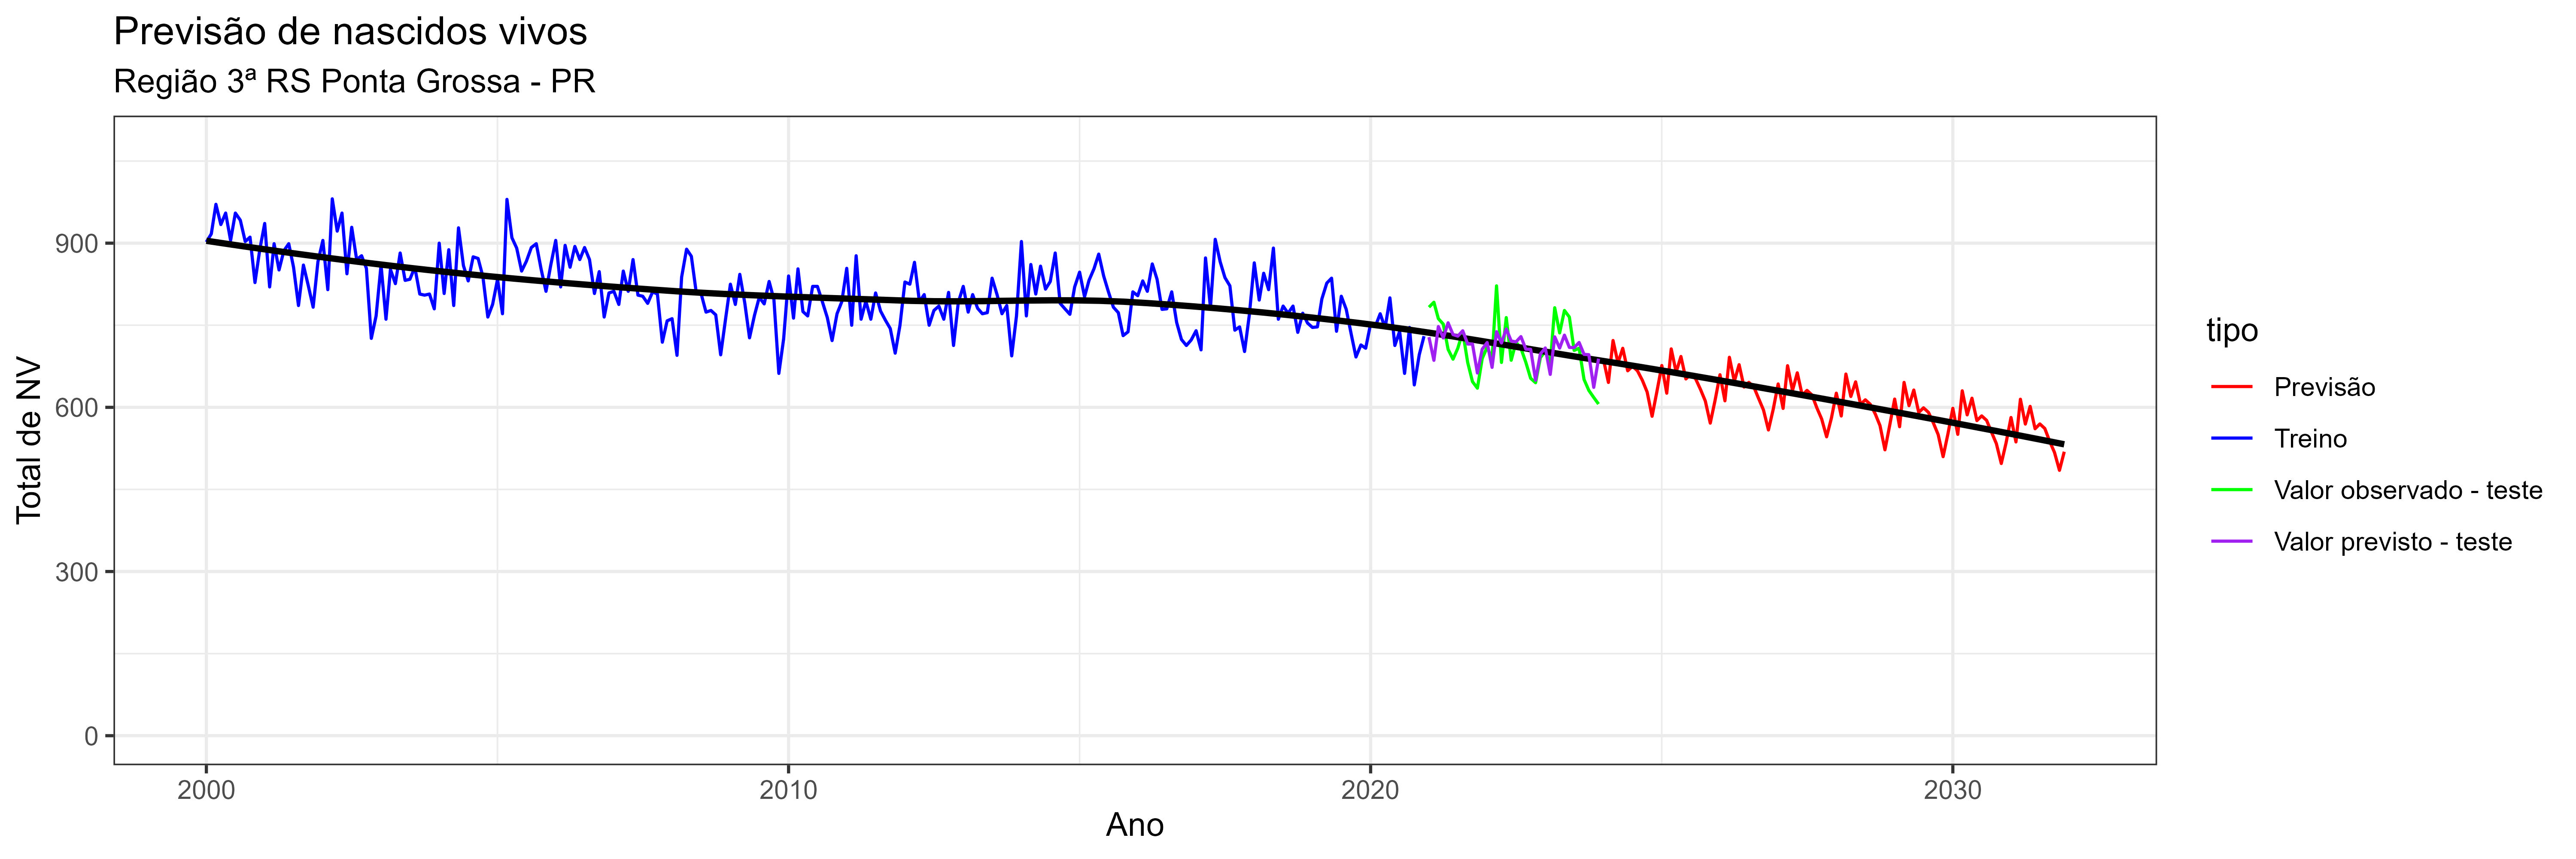 Previsão de nascidos vivos
Região 3ª RS Ponta Grossa - PR
Total de NV
900
600
300
0
2000
2010
2020
2030
Ano
tipo
Previsão
Treino
Valor observado - teste
Valor previsto - teste